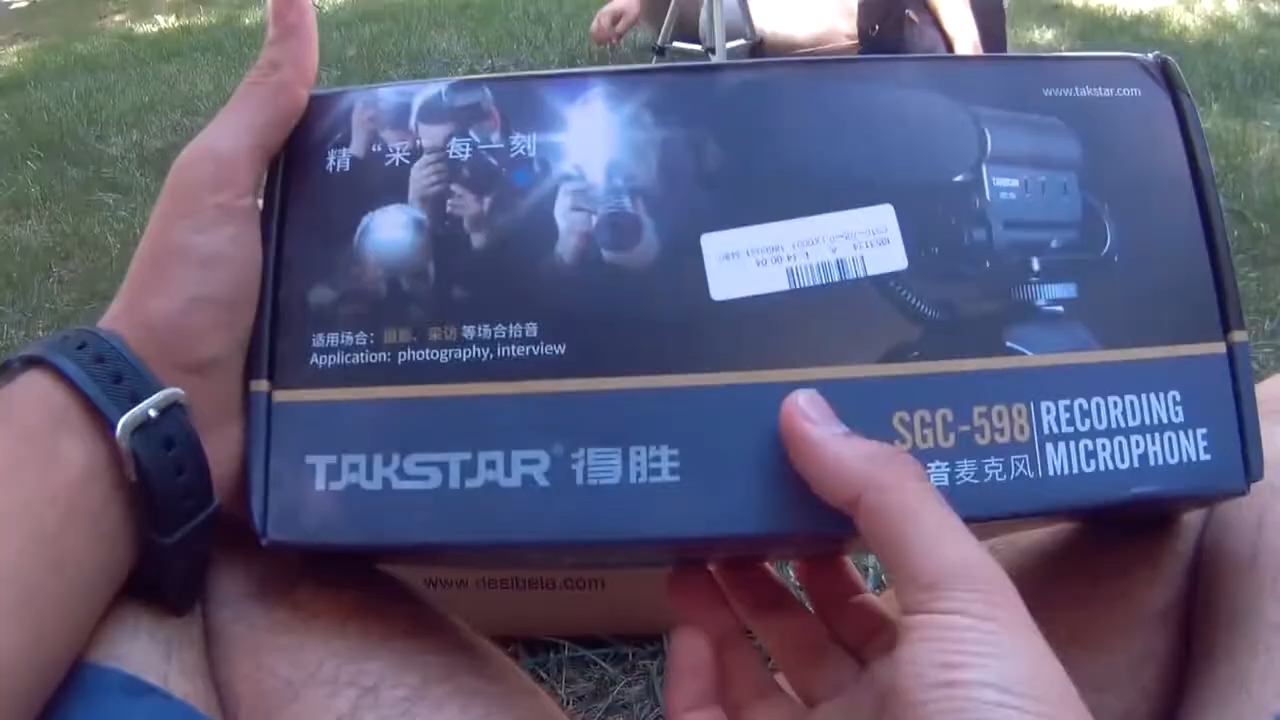 www.takstar.com
精“采”每一刻
TAKSTAR
适用场合：摄影、采访 等场合拾音
Application: photography, interview
TAKSTAR® 得胜
SGC-598
音麦克风
RECORDING
MICROPHONE
www.desibela.com